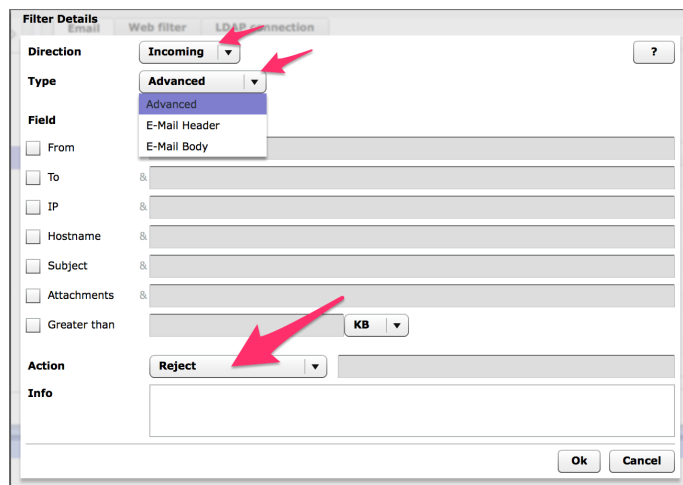 Filter Details
Email Web filter LDAP connection
Direction Incoming ?
Type Advanced
Advanced
Field
E-Mail Header
E-Mail Body
From
To &
IP &
Hostname &
Subject &
Attachments &
Greater than KB
Action Reject
Info
Ok Cancel